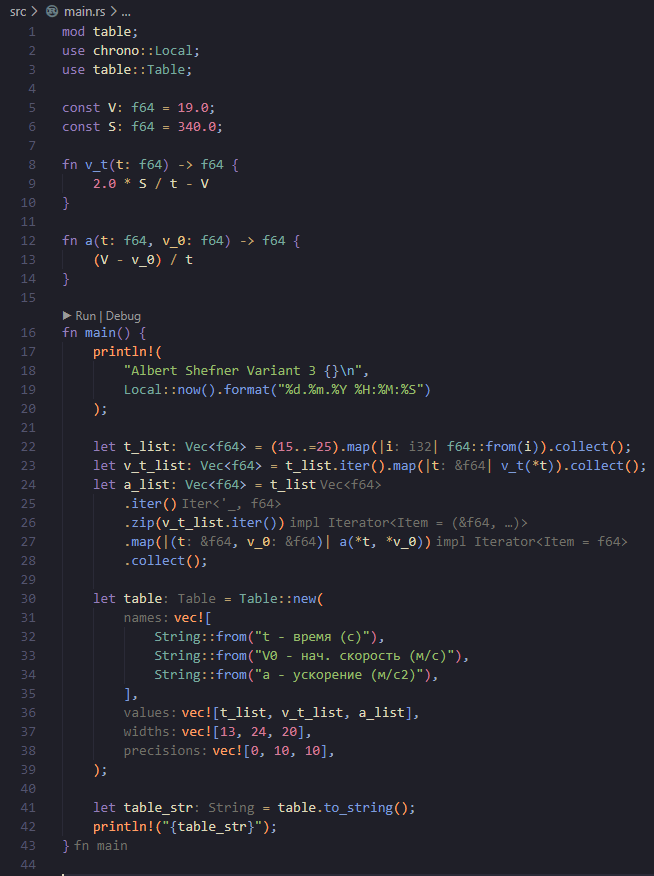 src > main.rs > ...
1 mod table;
2 use chrono::Local;
3 use table::Table;
4
5 const V: f64 = 19.0;
6 const S: f64 = 340.0;
7
8 fn v_t(t: f64) -> f64 {
9     2.0 * S / t - V
10 }
11
12 fn a(t: f64, v_0: f64) -> f64 {
13     (V - v_0) / t
14 }
15
▶ Run | Debug
16 fn main() {
17     println!(
18         "Albert Shefner Variant 3 {}\n",
19         Local::now().format("%d.%m.%Y %H:%M:%S")
20     );
21
22     let t_list: Vec<f64> = (15..=25).map(|i: i32| f64::from(i)).collect();
23     let v_t_list: Vec<f64> = t_list.iter().map(|t: &f64| v_t(*t)).collect();
24     let a_list: Vec<f64> = t_list Vec<f64>
25         .iter() Iter<'_, f64>
26         .zip(v_t_list.iter()) impl Iterator<Item = (&f64, …)>
27         .map(|(t: &f64, v_0: &f64)| a(*t, *v_0)) impl Iterator<Item = f64>
28         .collect();
29
30     let table: Table = Table::new(
31         names: vec![
32             String::from("t - время (с)"),
33             String::from("V0 - нач. скорость (м/с)"),
34             String::from("a - ускорение (м/с2)"),
35         ],
36         values: vec![t_list, v_t_list, a_list],
37         widths: vec![13, 24, 20],
38         precisions: vec![0, 10, 10],
39     );
40
41     let table_str: String = table.to_string();
42     println!("{table_str}");
43 } fn main
44